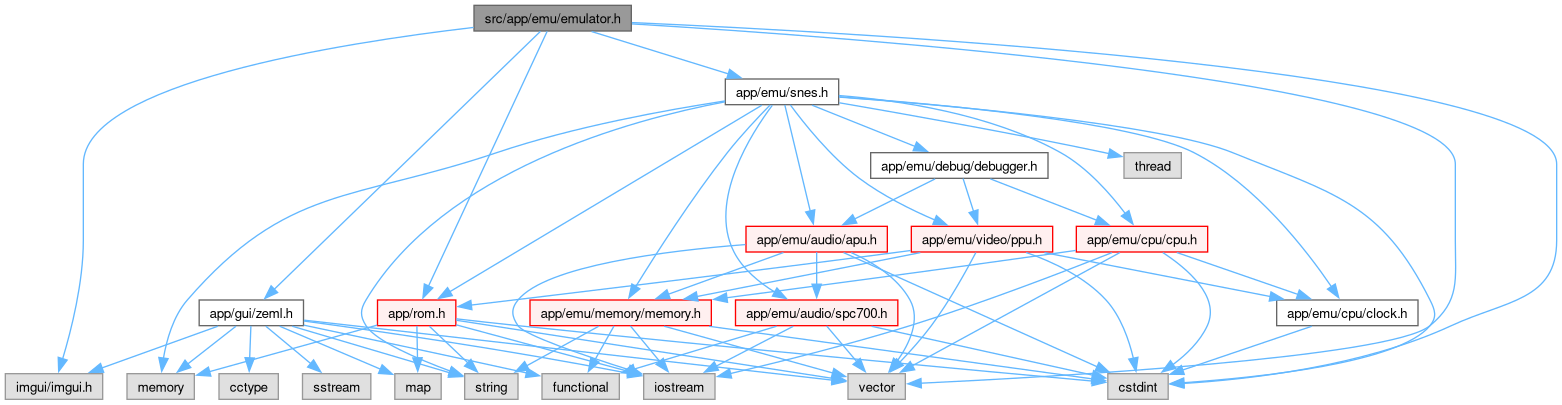 src/app/emu/emulator.h
app/emu/snes.h
app/emu/debug/debugger.h
thread
app/emu/audio/apu.h
app/emu/video/ppu.h
app/emu/cpu/cpu.h
app/gui/zeml.h
app/rom.h
app/emu/memory/memory.h
app/emu/audio/spc700.h
app/emu/cpu/clock.h
imgui/imgui.h
memory
cctype
sstream
map
string
functional
iostream
vector
cstdint